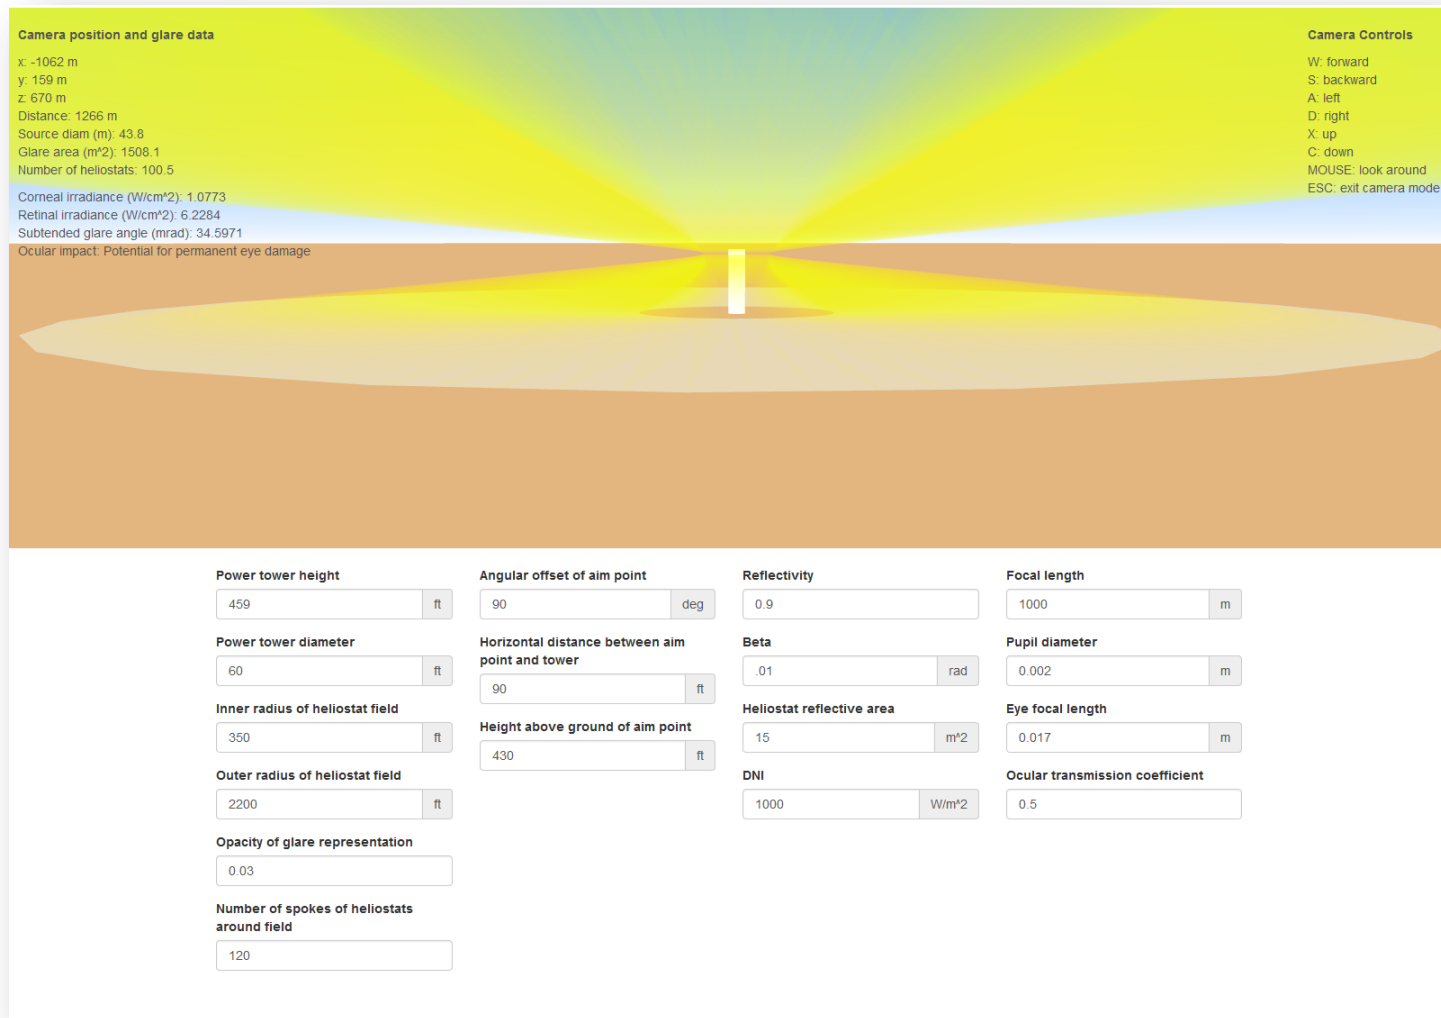 Camera position and glare data
x: -1062 m
y: 159 m
z: 670 m
Distance: 1266 m
Source diam (m): 43.8
Glare area (m^2): 1508.1
Number of heliostats: 100.5
Corneal irradiance (W/cm^2): 1.0773
Retinal irradiance (W/cm^2): 6.2284
Subtended glare angle (mrad): 34.5971
Ocular impact: Potential for permanent eye damage
Camera Controls
W: forward
S: backward
A: left
D: right
X: up
C: down
MOUSE: look around
ESC: exit camera mode
Power tower height
459 ft
Power tower diameter
60 ft
Inner radius of heliostat field
350 ft
Outer radius of heliostat field
2200 ft
Opacity of glare representation
0.03
Number of spokes of heliostats
around field
120
Angular offset of aim point
90 deg
Horizontal distance between aim
point and tower
90 ft
Height above ground of aim point
430 ft
Reflectivity
0.9
Beta
.01 rad
Heliostat reflective area
15 m^2
DNI
1000 W/m^2
Focal length
1000 m
Pupil diameter
0.002 m
Eye focal length
0.017 m
Ocular transmission coefficient
0.5